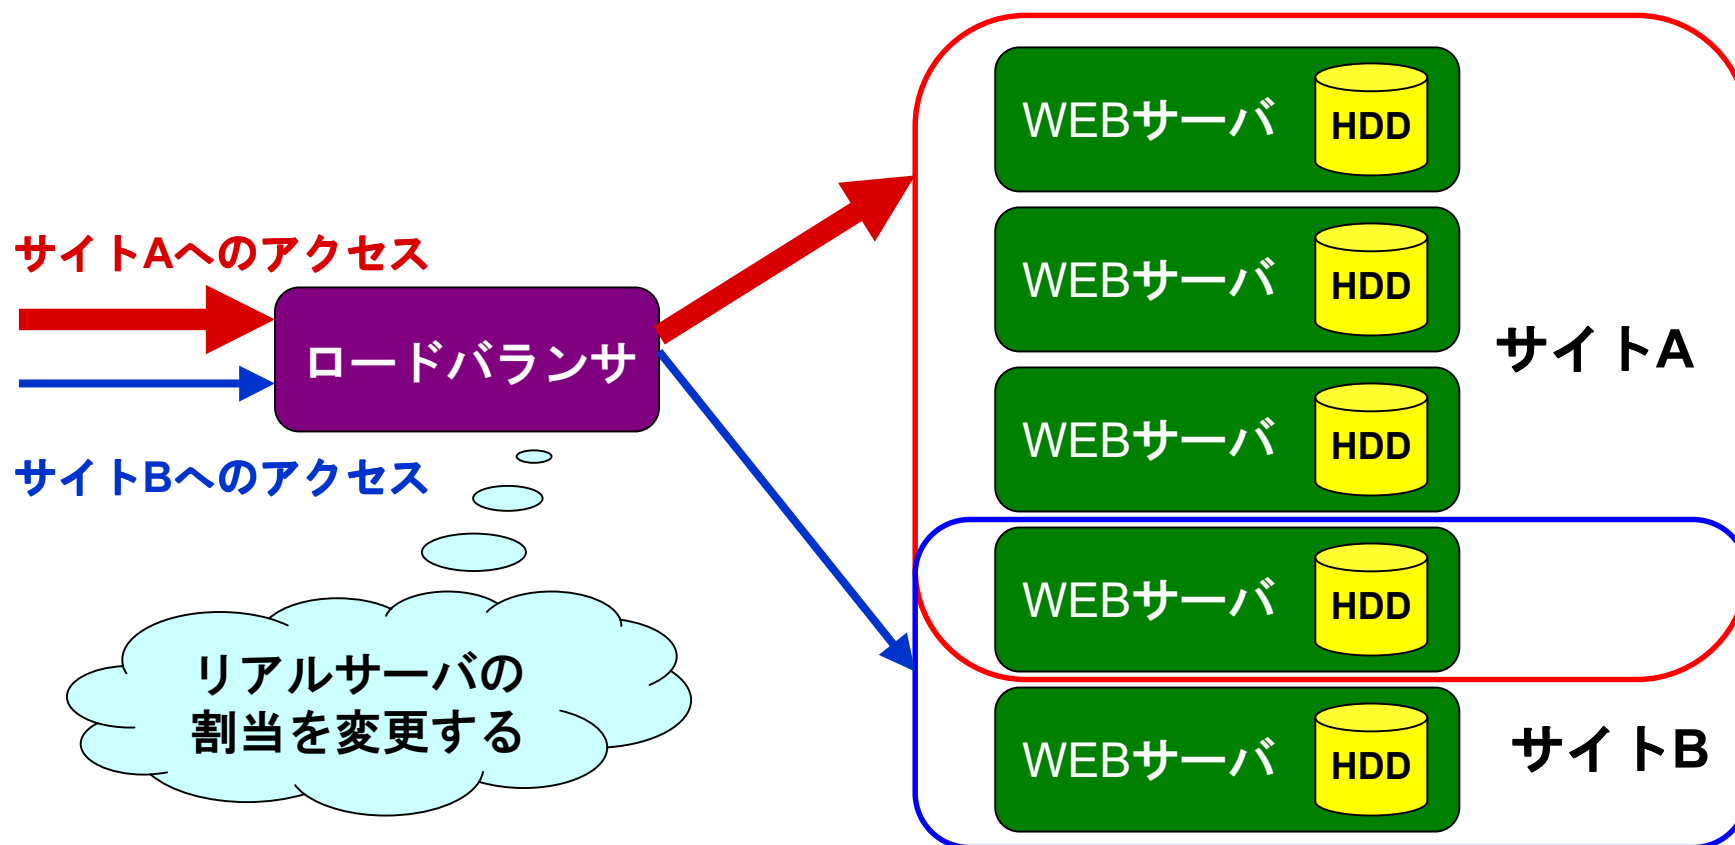 サイトAへのアクセス
ロードバランサ
サイトBへのアクセス
リアルサーバの
割当を変更する
WEBサーバ HDD
WEBサーバ HDD
サイトA
WEBサーバ HDD
WEBサーバ HDD
サイトB
WEBサーバ HDD